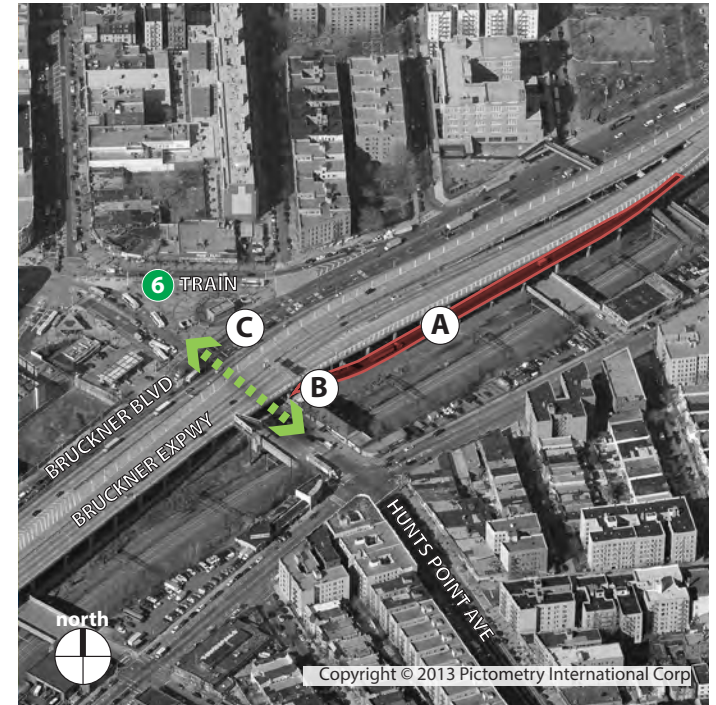 6 TRAIN
C
A
B
BRUCKNER BLVD
BRUCKNER EXPWY
HUNTS POINT AVE
north
Copyright © 2013 Pictometry International Corp